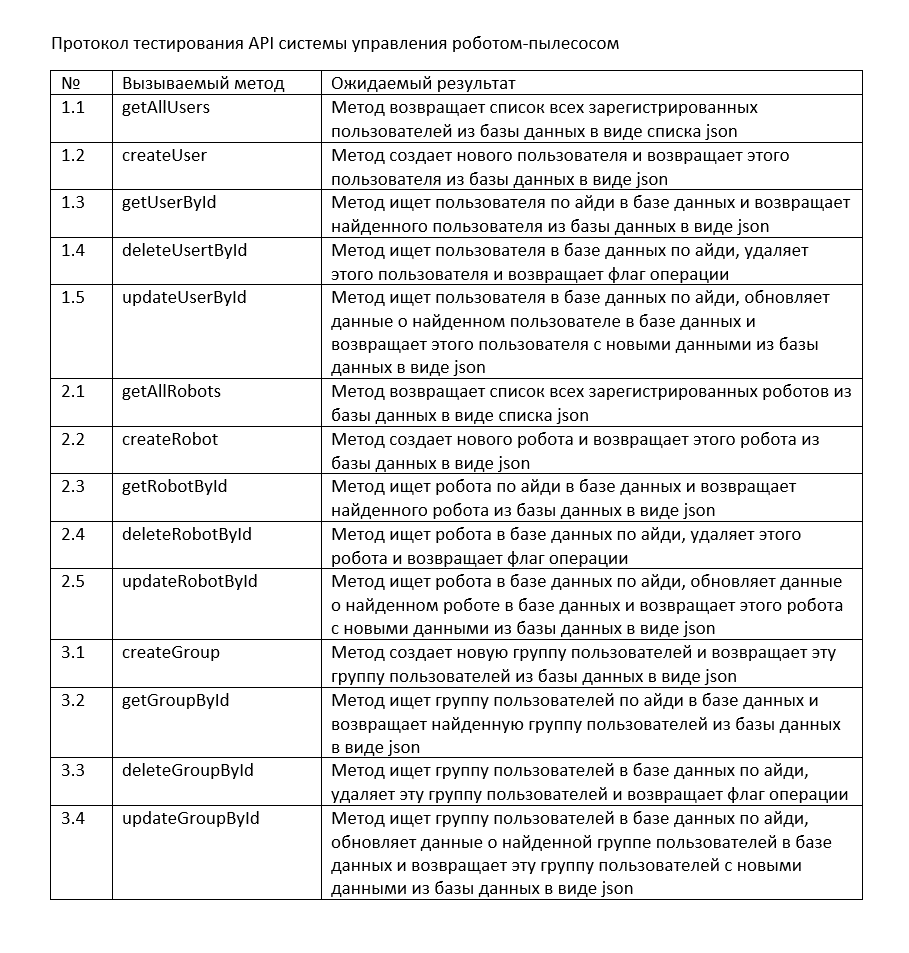 Протокол тестирования API системы управления роботом-пылесосом
№ Вызываемый метод Ожидаемый результат
1.1 getAllUsers Метод возвращает список всех зарегистрированных
пользователей из базы данных в виде списка json
1.2 createUser Метод создает нового пользователя и возвращает этого
пользователя из базы данных в виде json
1.3 getUserById Метод ищет пользователя по айди в базе данных и возвращает
найденного пользователя из базы данных в виде json
1.4 deleteUsertById Метод ищет пользователя в базе данных по айди, удаляет
этого пользователя и возвращает флаг операции
1.5 updateUserById Метод ищет пользователя в базе данных по айди, обновляет
данные о найденном пользователе в базе данных и
возвращает этого пользователя с новыми данными из базы
данных в виде json
2.1 getAllRobots Метод возвращает список всех зарегистрированных роботов из
базы данных в виде списка json
2.2 createRobot Метод создает нового робота и возвращает этого робота из
базы данных в виде json
2.3 getRobotById Метод ищет робота по айди в базе данных и возвращает
найденного робота из базы данных в виде json
2.4 deleteRobotById Метод ищет робота в базе данных по айди, удаляет этого
робота и возвращает флаг операции
2.5 updateRobotById Метод ищет робота в базе данных по айди, обновляет данные
о найденном роботе в базе данных и возвращает этого робота
с новыми данными из базы данных в виде json
3.1 createGroup Метод создает новую группу пользователей и возвращает эту
группу пользователей из базы данных в виде json
3.2 getGroupById Метод ищет группу пользователей по айди в базе данных и
возвращает найденную группу пользователей из базы данных
в виде json
3.3 deleteGroupById Метод ищет группу пользователей в базе данных по айди,
удаляет эту группу пользователей и возвращает флаг операции
3.4 updateGroupById Метод ищет группу пользователей в базе данных по айди,
обновляет данные о найденной группе пользователей в базе
данных и возвращает эту группу пользователей с новыми
данными из базы данных в виде json